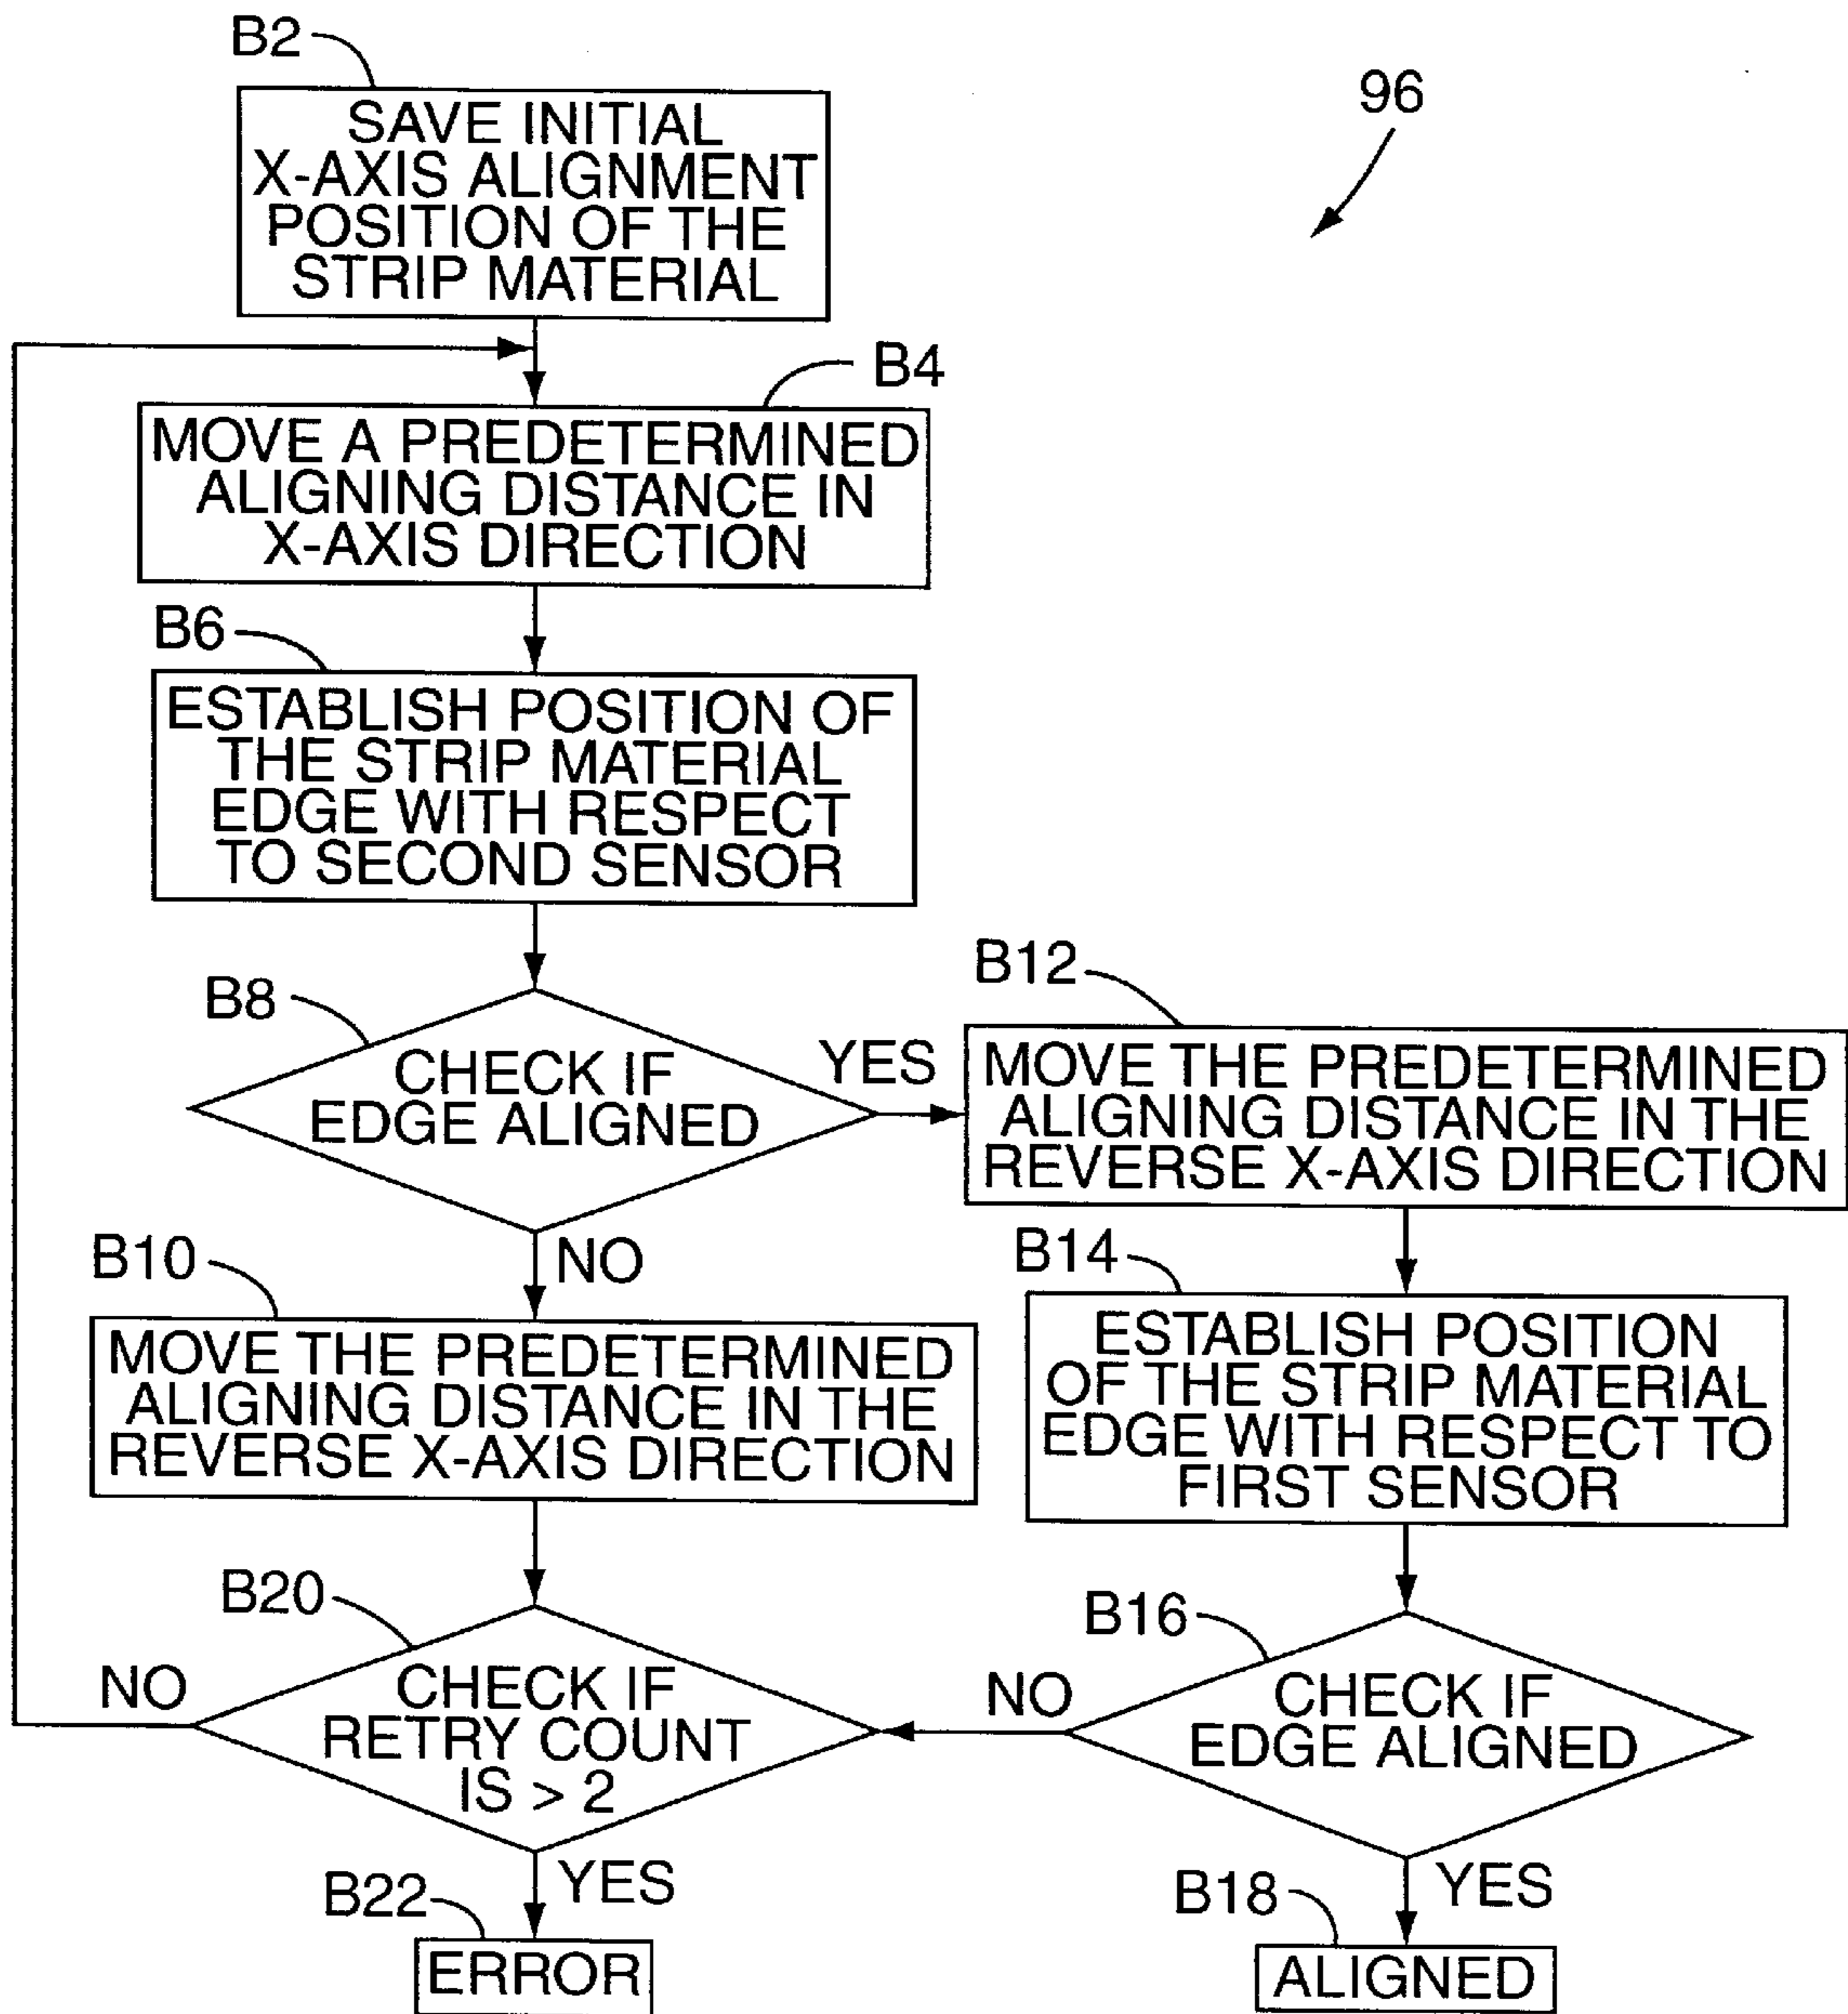 B2
96
SAVE INITIAL
X-AXIS ALIGNMENT
POSITION OF THE
STRIP MATERIAL
B4
MOVE A PREDETERMINED
ALIGNING DISTANCE IN
X-AXIS DIRECTION
B6
ESTABLISH POSITION OF
THE STRIP MATERIAL
EDGE WITH RESPECT
TO SECOND SENSOR
B8
CHECK IF
EDGE ALIGNED
YES
NO
B12
MOVE THE PREDETERMINED
ALIGNING DISTANCE IN THE
REVERSE X-AXIS DIRECTION
B10
MOVE THE PREDETERMINED
ALIGNING DISTANCE IN THE
REVERSE X-AXIS DIRECTION
B14
ESTABLISH POSITION
OF THE STRIP MATERIAL
EDGE WITH RESPECT TO
FIRST SENSOR
B20
CHECK IF
RETRY COUNT
IS > 2
NO
YES
B16
CHECK IF
EDGE ALIGNED
NO
YES
B22
ERROR
B18
ALIGNED